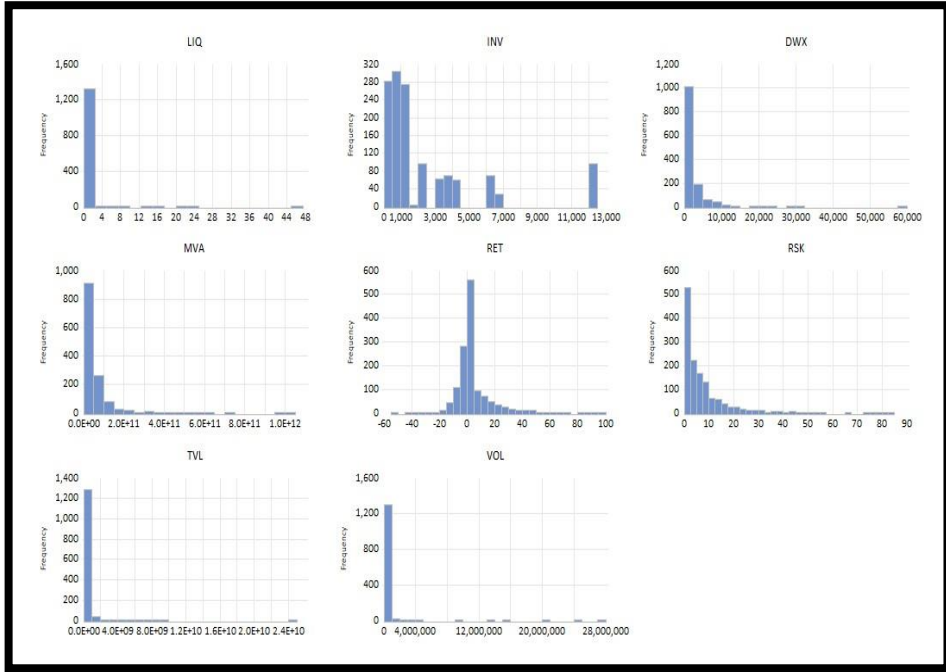 LIQ
1,600
1,200
800
400
0
Frequency
0 4 8 12 16 20 24 28 32 36 40 44 48
INV
320
280
240
200
160
120
80
40
0
Frequency
0 1,000 3,000 5,000 7,000 9,000 11,000 13,000
DWX
1,200
1,000
800
600
400
200
0
Frequency
0 10,000 20,000 30,000 40,000 50,000 60,000
MVA
1,000
800
600
400
200
0
Frequency
0.0E+00 2.0E+11 4.0E+11 6.0E+11 8.0E+11 1.0E+12
RET
600
500
400
300
200
100
0
Frequency
-60 -40 -20 0 20 40 60 80 100
RSK
600
500
400
300
200
100
0
Frequency
0 10 20 30 40 50 60 70 80 90
TVL
1,400
1,200
1,000
800
600
400
200
0
Frequency
0.0E+00 4.0E+09 8.0E+09 1.2E+10 1.6E+10 2.0E+10 2.4E+10
VOL
1,600
1,200
800
400
0
Frequency
0 4,000,000 12,000,000 20,000,000 28,000,000